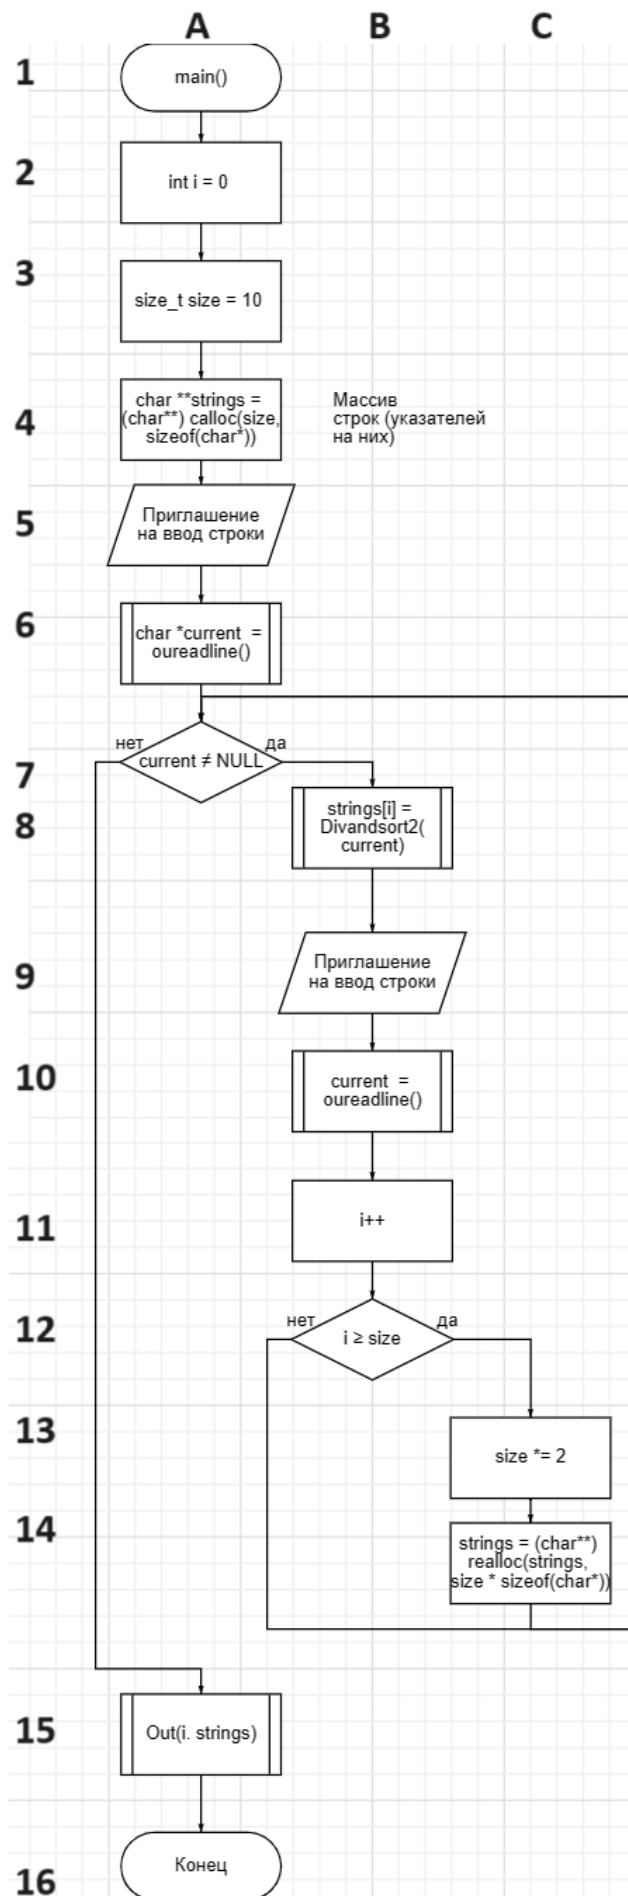 A
B
C
1
main()
2
int i = 0
3
size_t size = 10
4
char **strings =
(char**) calloc(size,
sizeof(char*))
Массив
строк (указателей
на них)
5
Приглашение
на ввод строки
6
char *current =
oureadline()
7
нет
да
current ≠ NULL
8
strings[i] =
Divandsort2(
current)
9
Приглашение
на ввод строки
10
current =
oureadline()
11
i++
12
нет
да
i ≥ size
13
size *= 2
14
strings = (char**)
realloc(strings,
size * sizeof(char*))
15
Out(i. strings)
16
Конец